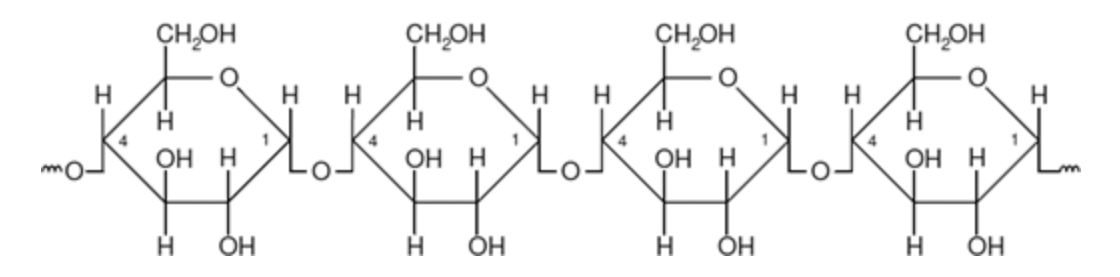 CH2OH CH2OH CH2OH CH2OH
O O O O
H H H H H H H H
H H H H
4 1 4 1 4 1 4 1
OH H OH H OH H OH H
O O O O
H OH H OH H OH H OH